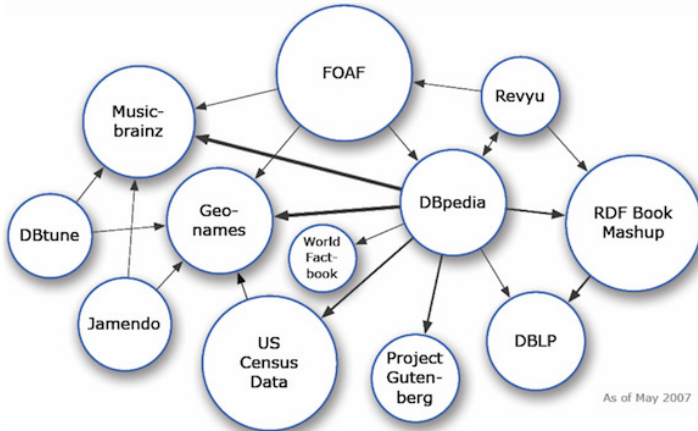 FOAF
Revyu
Music-
brainz
DBpedia
RDF Book
Mashup
Geo-
names
DBtune
World
Fact-
book
Jamendo
US
Census
Data
Project
Guten-
berg
DBLP
As of May 2007